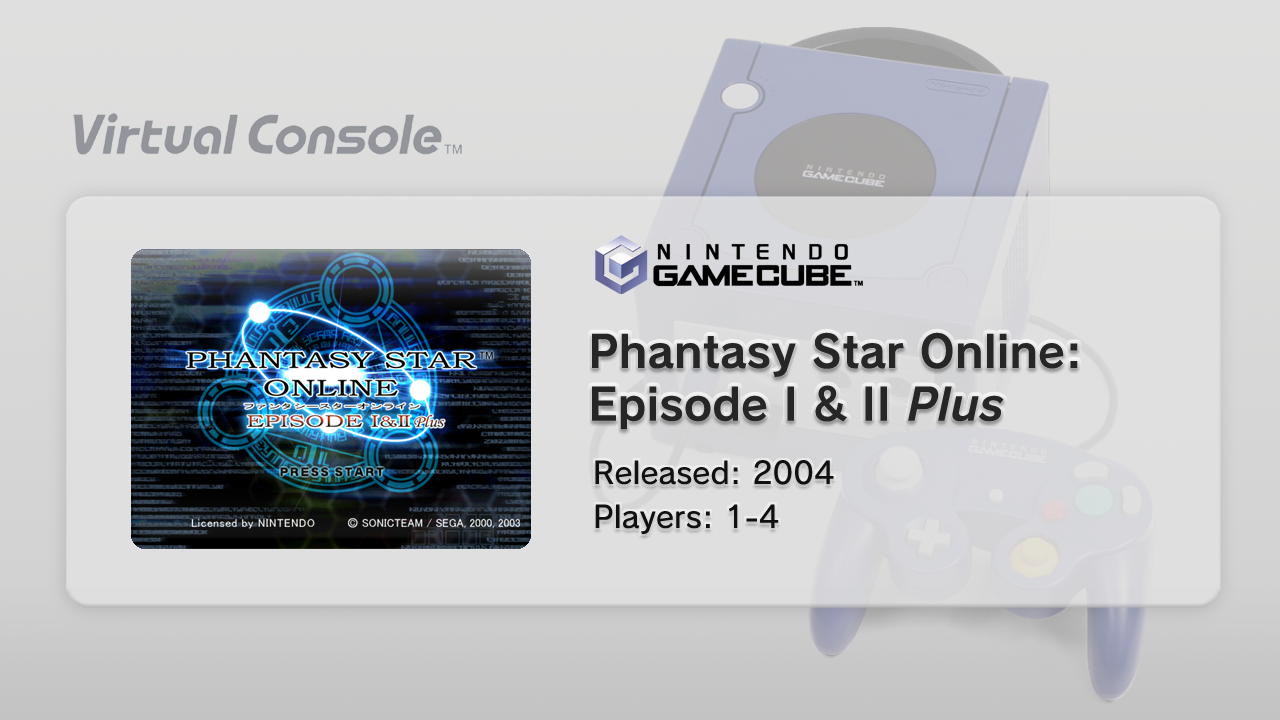 Virtual Console™
NINTENDO
GAMECUBE
NINTENDO
GAMECUBE™
PHANTASY STAR™
ONLINE
ファンタシースターオンライン
EPISODE I&II Plus
PRESS START
Licensed by NINTENDO © SONICTEAM / SEGA, 2000, 2003
Phantasy Star Online:
Episode I & II Plus
Released: 2004
Players: 1-4